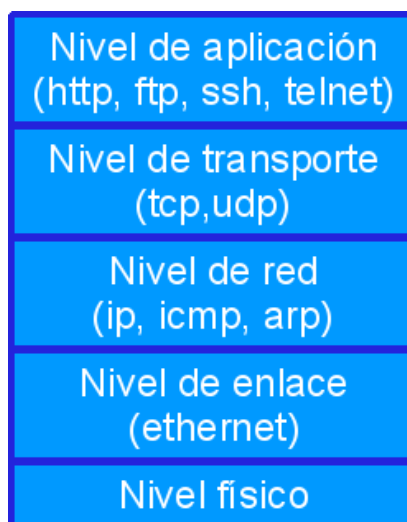 Nivel de aplicación
(http, ftp, ssh, telnet)
Nivel de transporte
(tcp,udp)
Nivel de red
(ip, icmp, arp)
Nivel de enlace
(ethernet)
Nivel físico